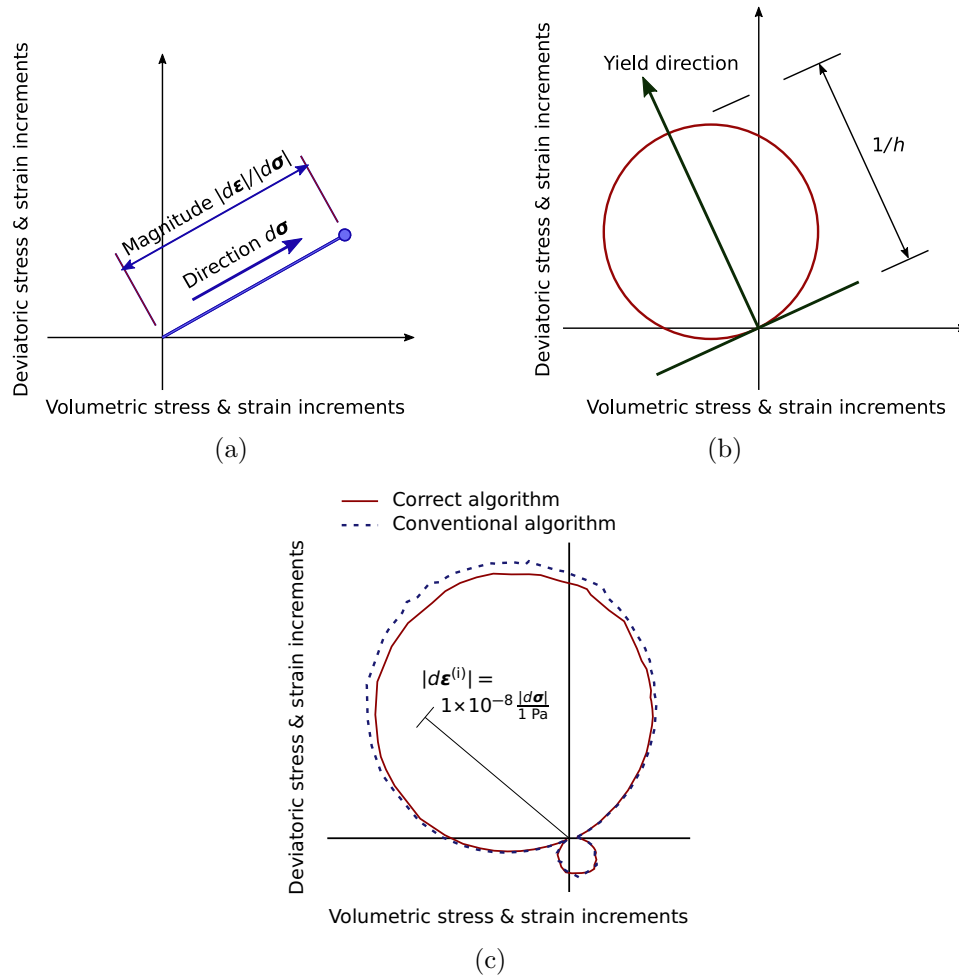 Deviatoric stress & strain increments
Magnitude |dε|/|dσ|
Direction dσ
Volumetric stress & strain increments
(a)
Deviatoric stress & strain increments
Yield direction
1/h
Volumetric stress & strain increments
(b)
Correct algorithm
Conventional algorithm
Deviatoric stress & strain increments
|dε⁽ⁱ⁾| =
1×10⁻⁸ |dσ|/1 Pa
Volumetric stress & strain increments
(c)